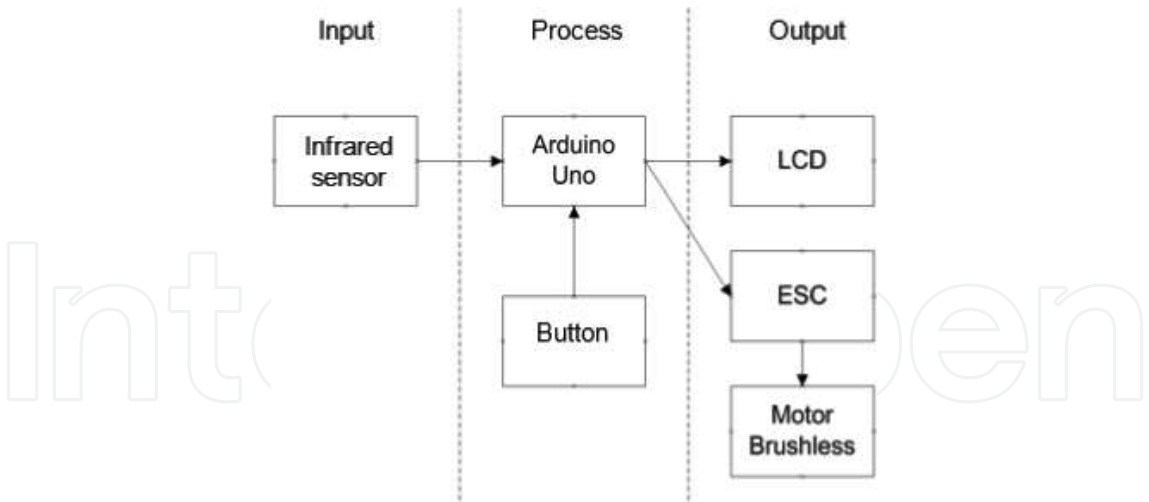 Input
Process
Output
Infrared
sensor
Arduino
Uno
LCD
Button
ESC
Motor
Brushless